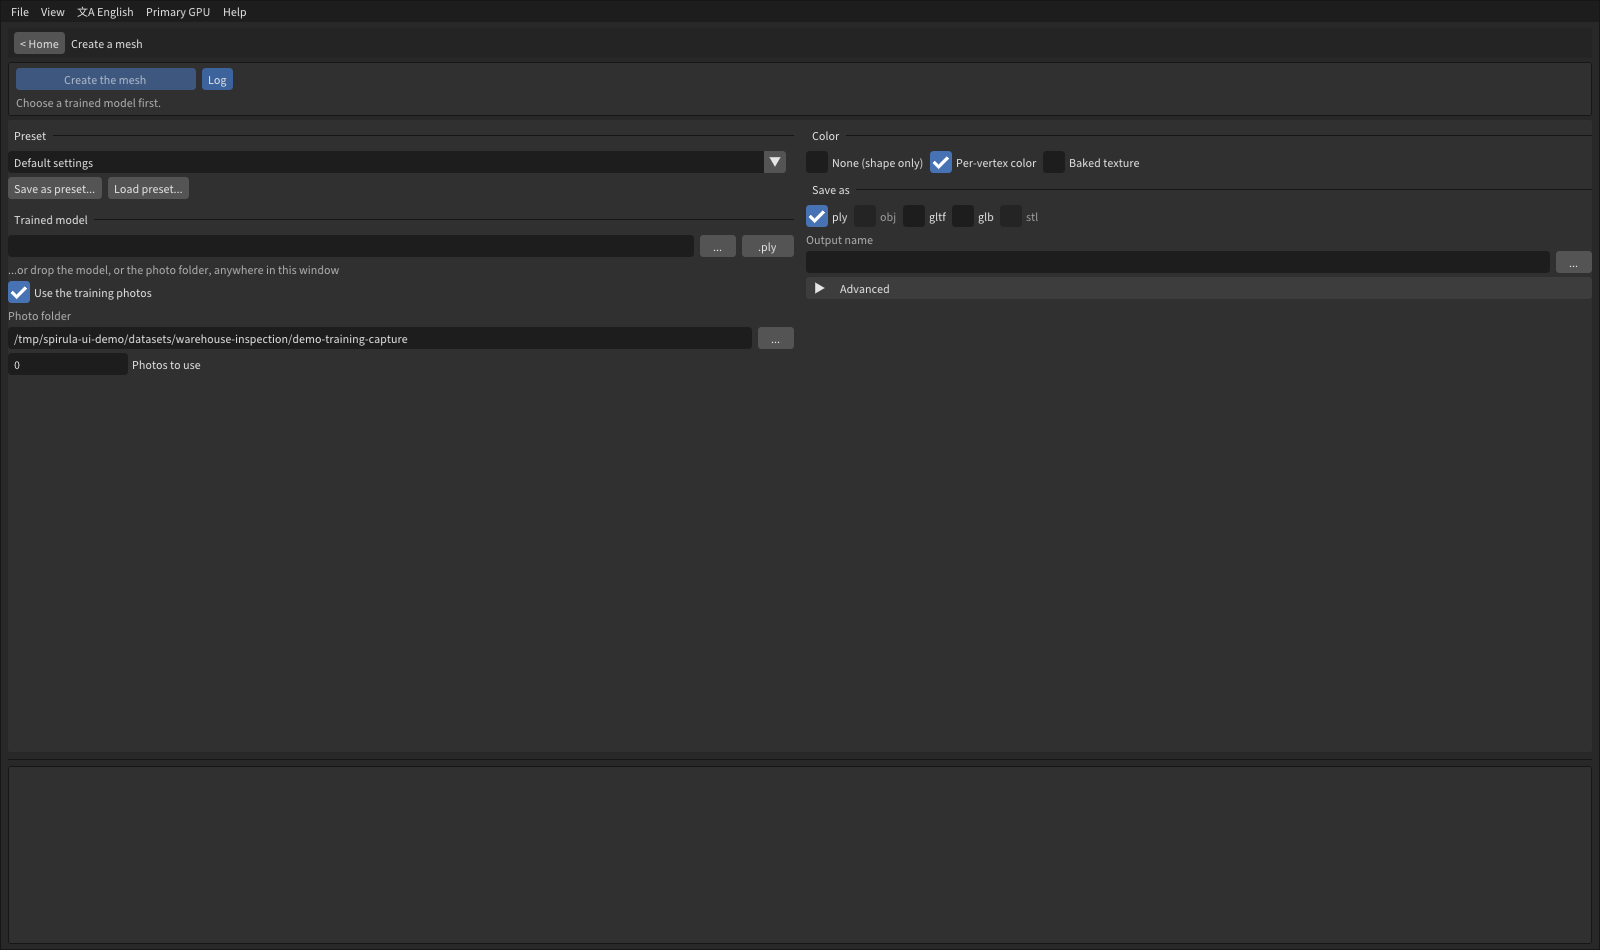 File View 文A English Primary GPU Help
< Home Create a mesh
Create the mesh Log
Choose a trained model first.
Preset
Default settings
Save as preset... Load preset...
Trained model
... .ply
...or drop the model, or the photo folder, anywhere in this window
Use the training photos
Photo folder
/tmp/spirula-ui-demo/datasets/warehouse-inspection/demo-training-capture ...
0 Photos to use
Color
None (shape only) Per-vertex color Baked texture
Save as
ply obj gltf glb stl
Output name
...
Advanced